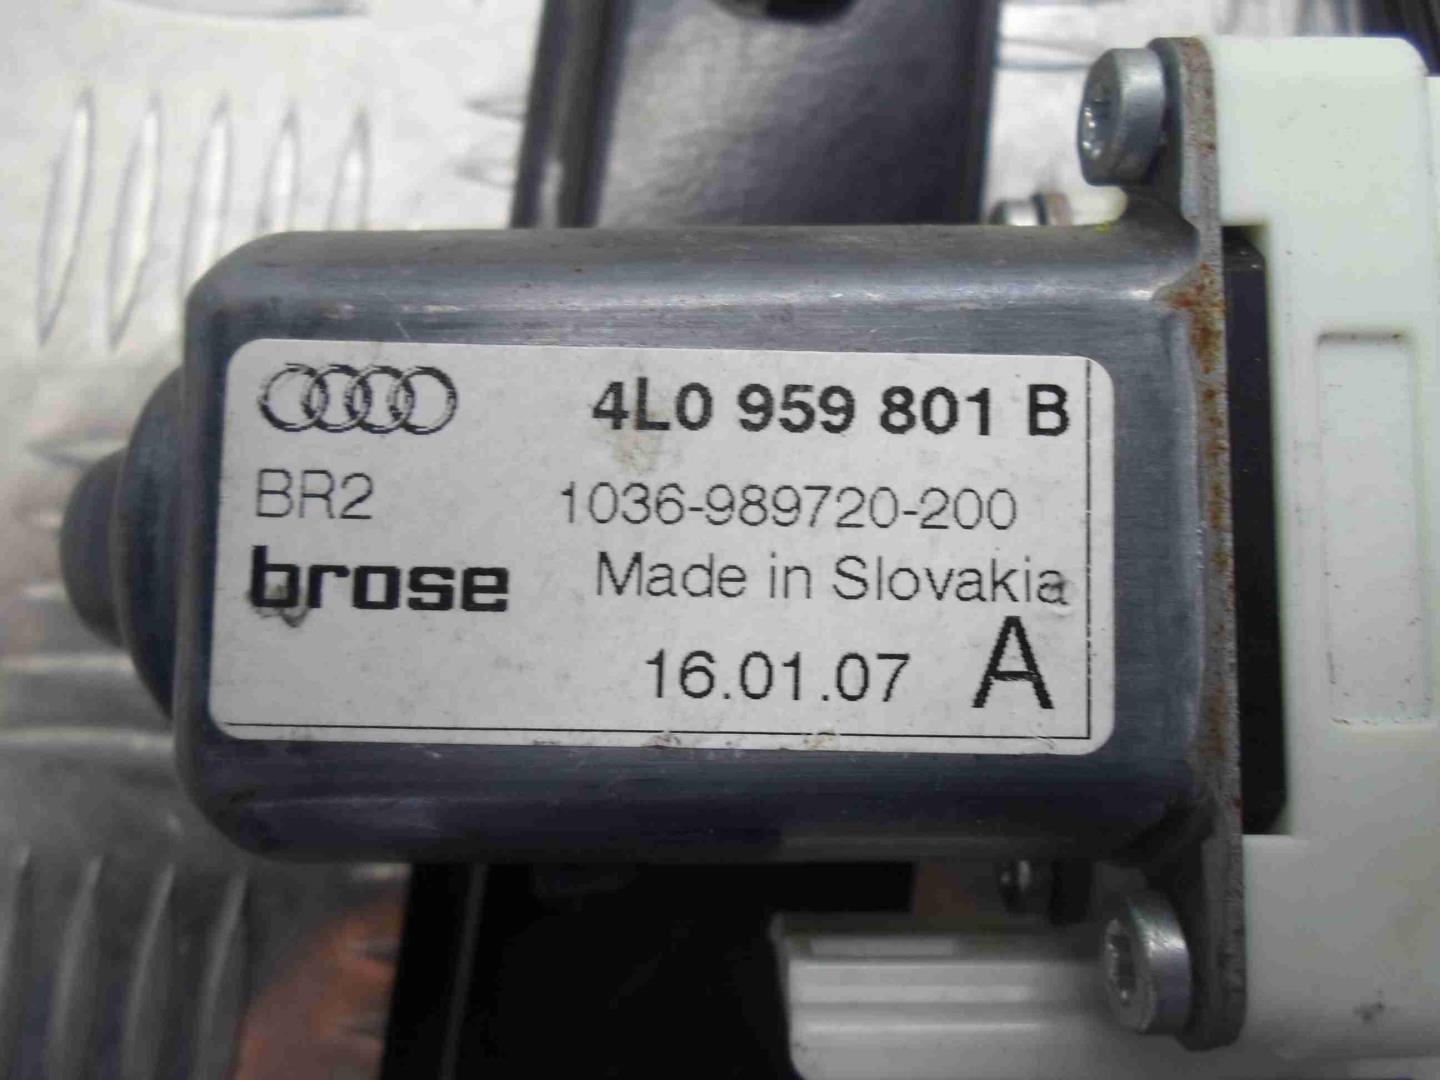 4L0 959 801 B
BR2 1036-989720-200
brose Made in Slovakia
16.01.07 A